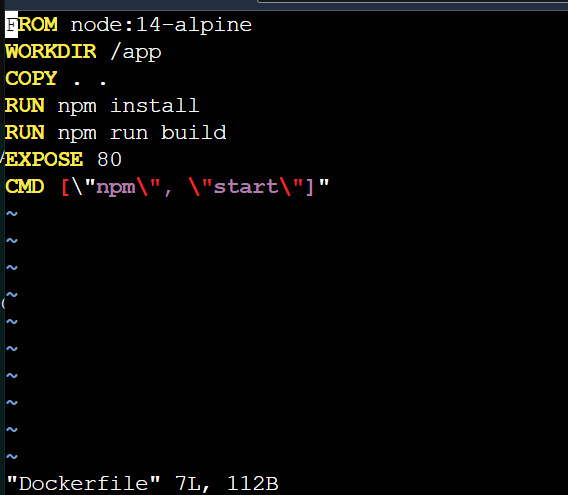 FROM node:14-alpine
WORKDIR /app
COPY . .
RUN npm install
RUN npm run build
EXPOSE 80
CMD [\"npm\", \"start\"]"
~
~
~
~
~
~
~
~
~
~
"Dockerfile" 7L, 112B